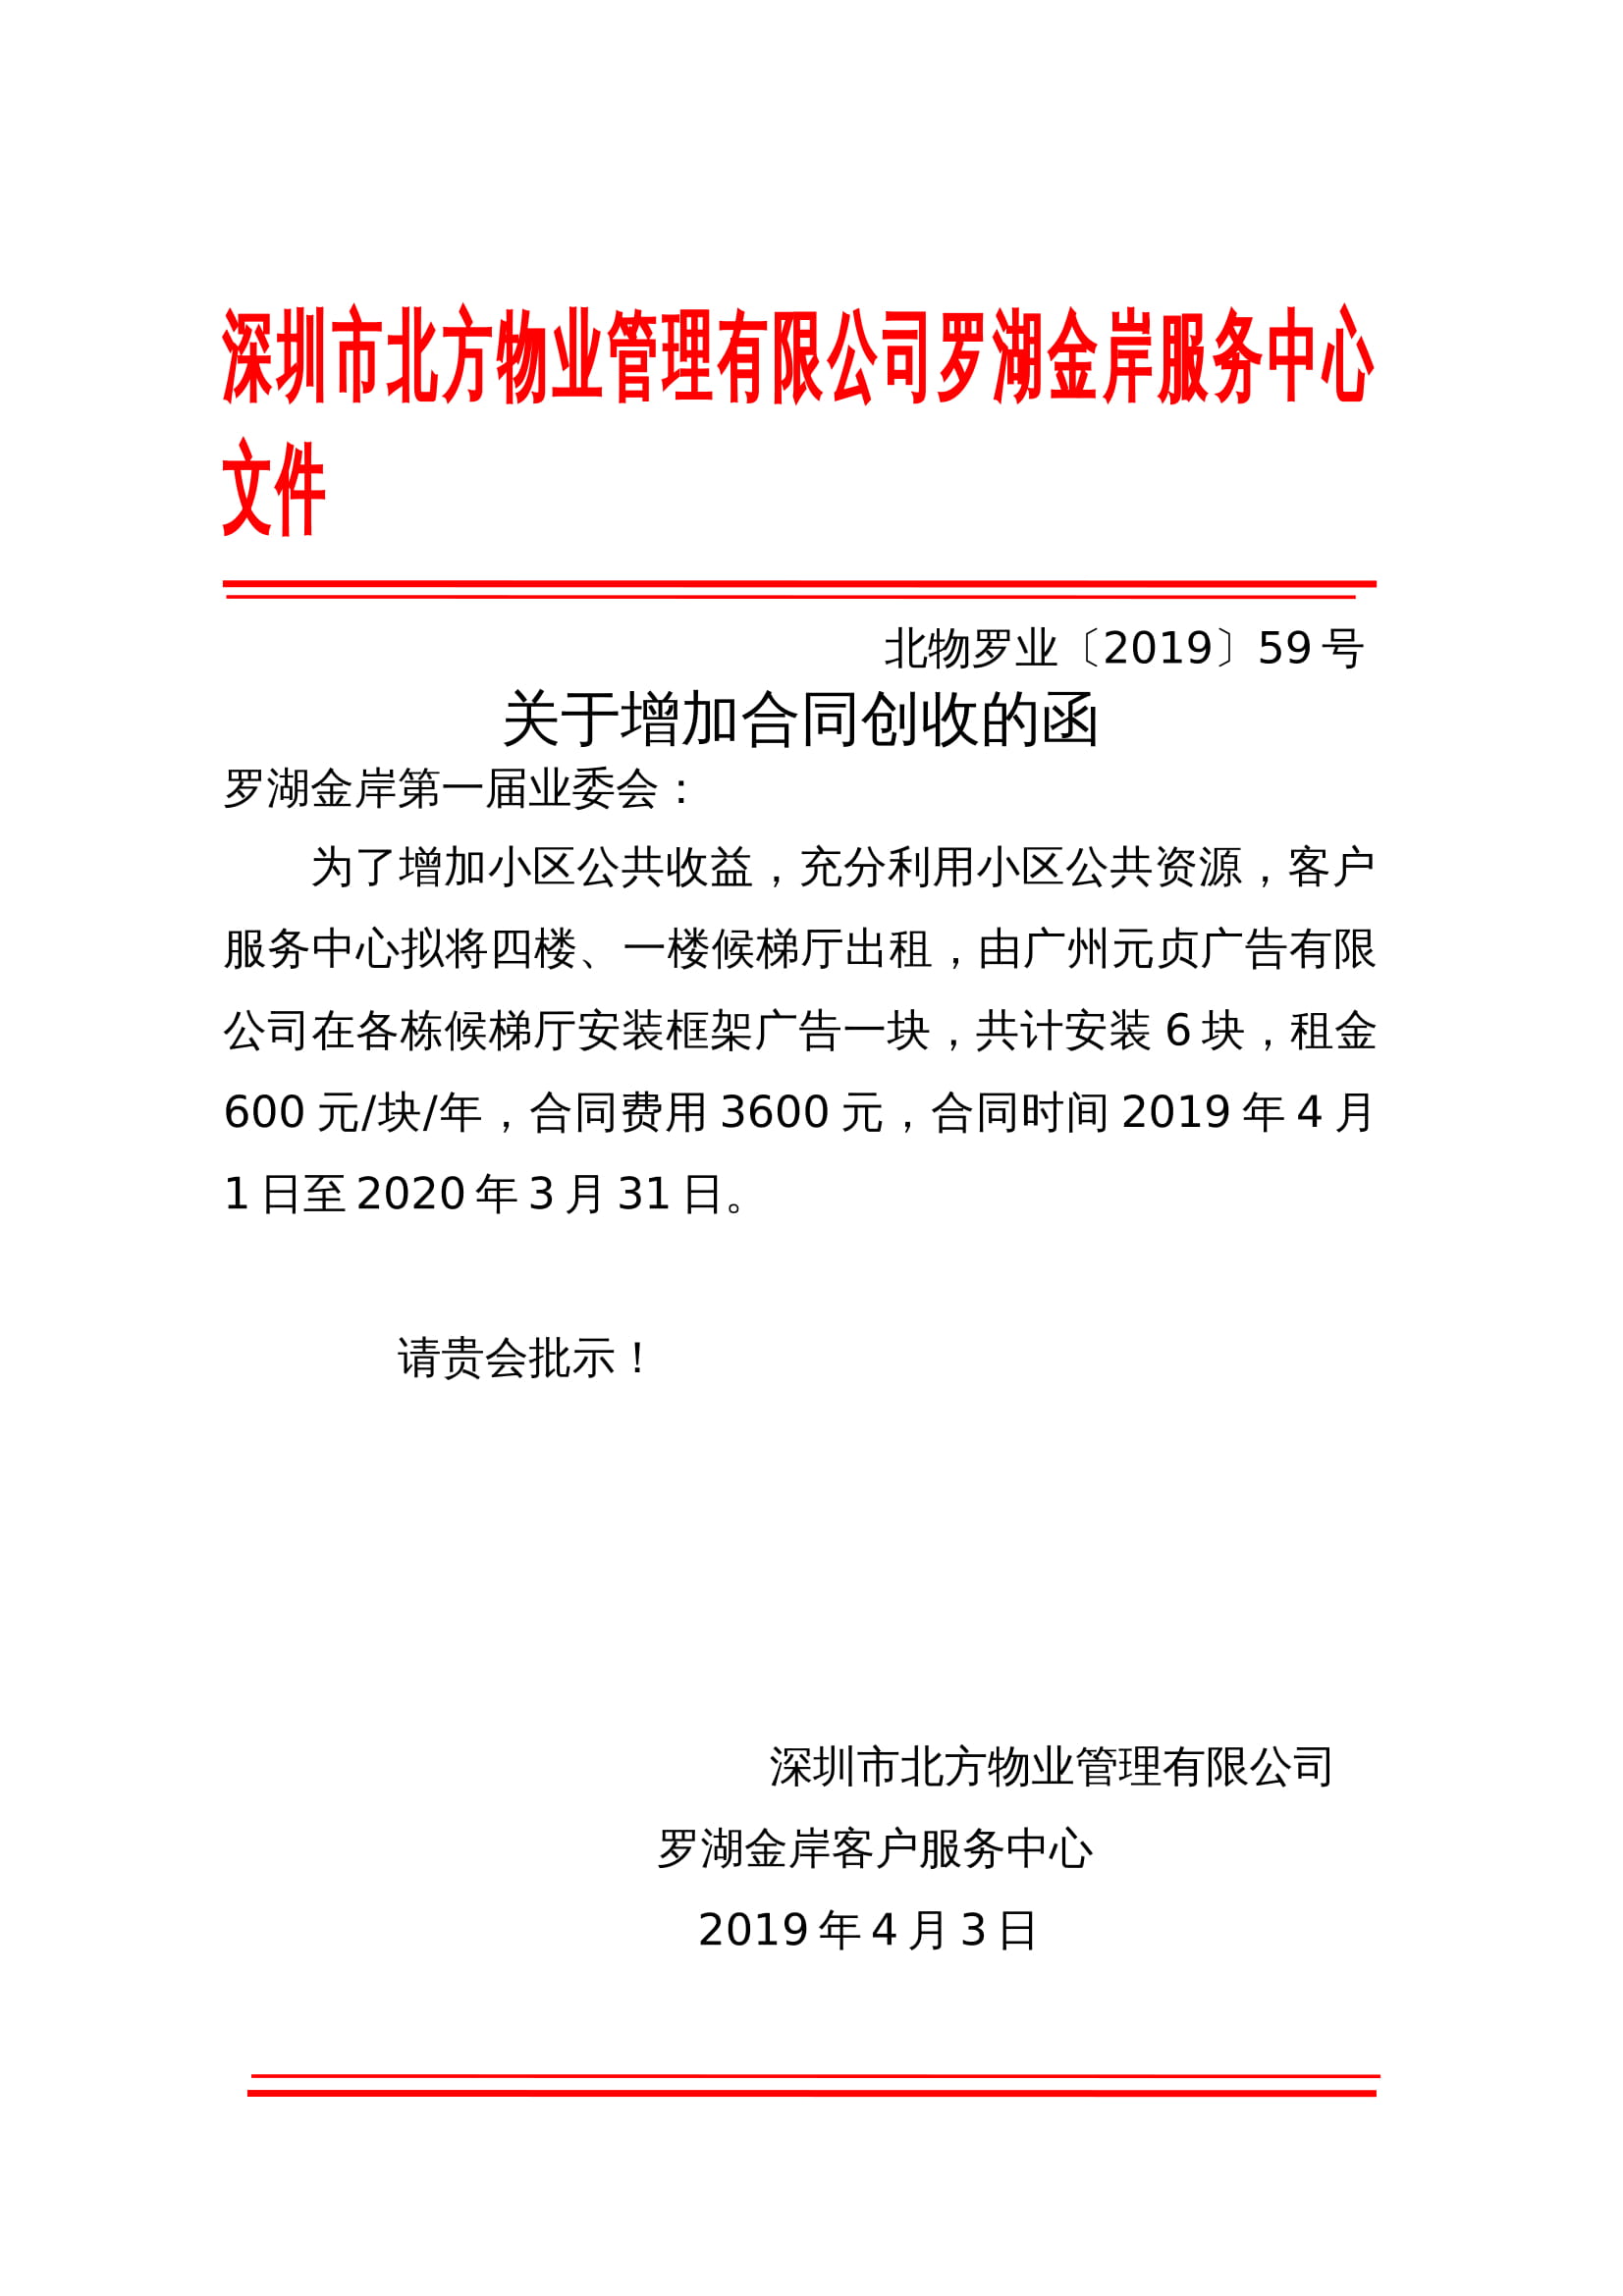 深圳市北方物业管理有限公司罗湖金岸服务中心
文件
北物罗业〔2019〕59 号
关于增加合同创收的函
罗湖金岸第一届业委会：
为了增加小区公共收益，充分利用小区公共资源，客户
服务中心拟将四楼、一楼候梯厅出租，由广州元贞广告有限
公司在各栋候梯厅安装框架广告一块，共计安装 6 块，租金
600 元/块/年，合同费用 3600 元，合同时间 2019 年 4 月
1 日至 2020 年 3 月 31 日。
请贵会批示！
深圳市北方物业管理有限公司
罗湖金岸客户服务中心
2019 年 4 月 3 日